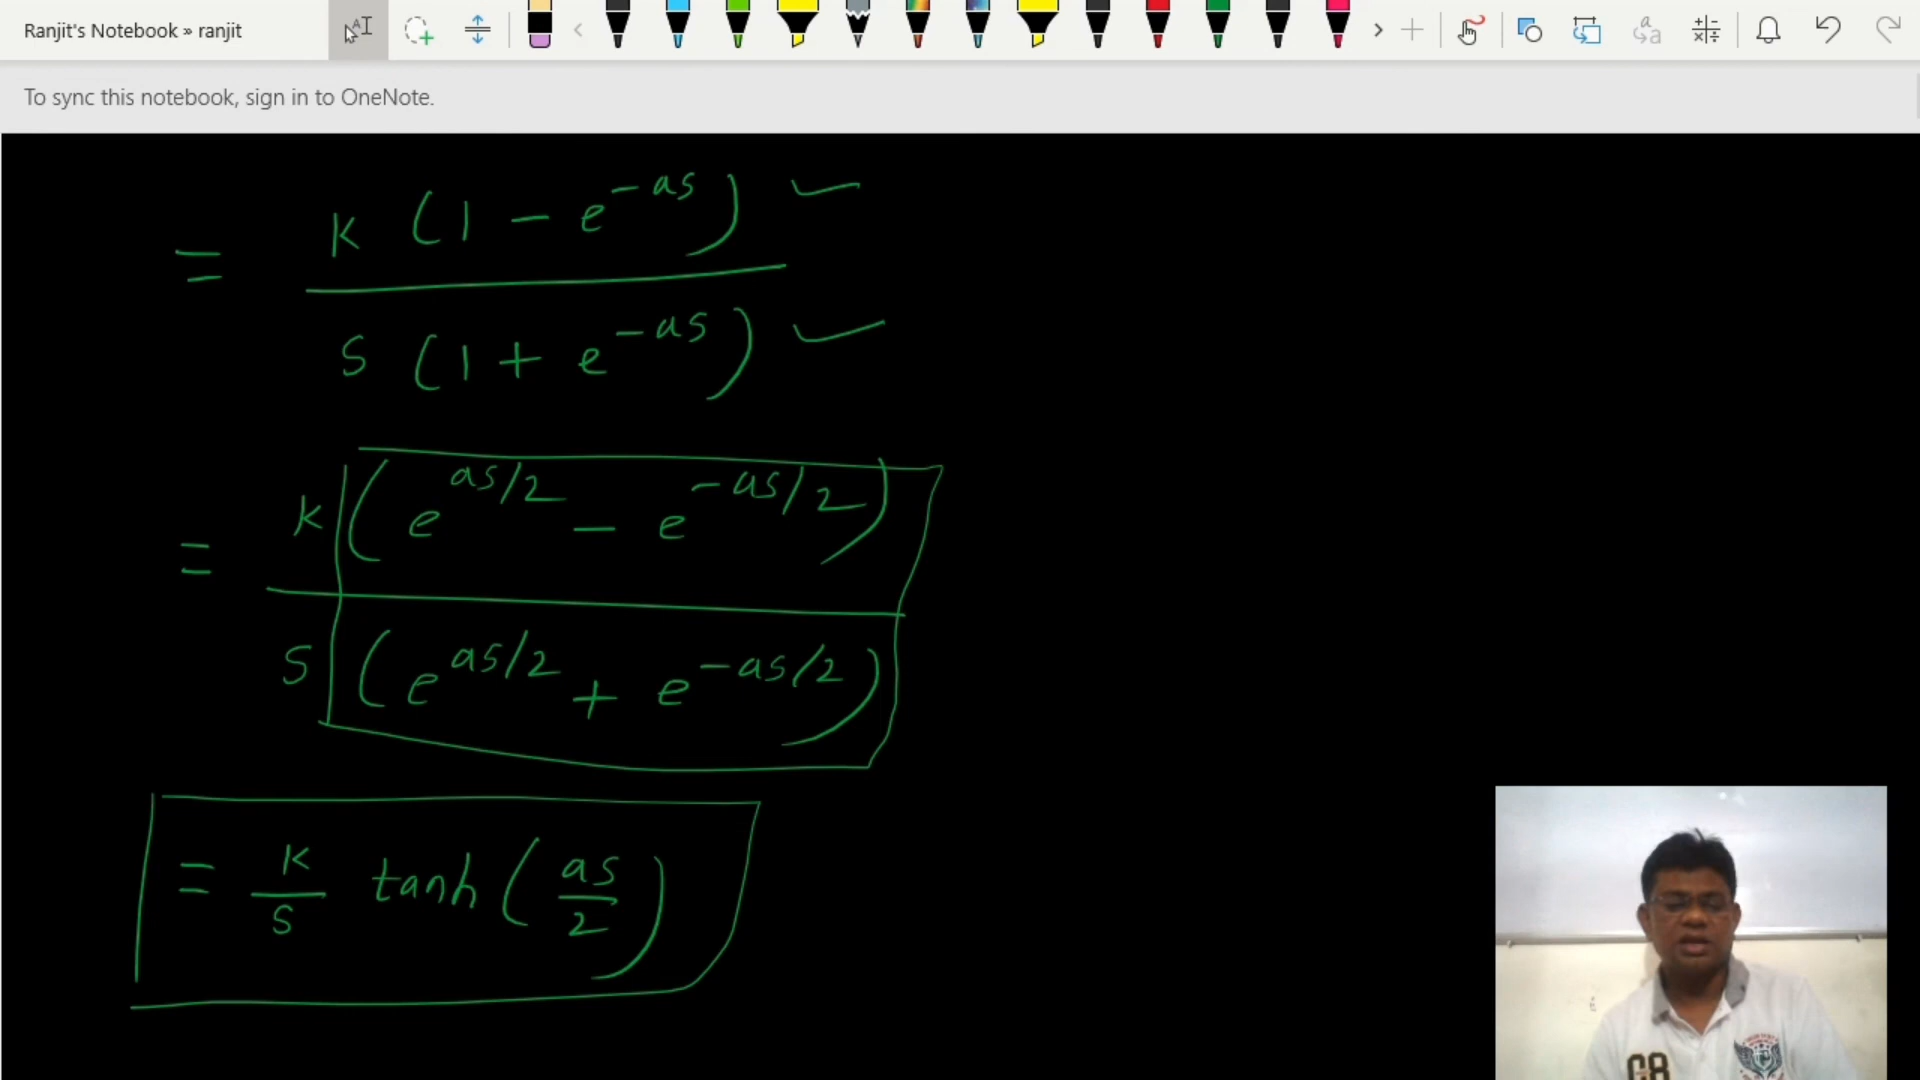 Ranjit's Notebook » ranjit
To sync this notebook, sign in to OneNote.
= K (1 - e^{-as}) ✓
S (1 + e^{-as}) ✓
= K (e^{as/2} - e^{-as/2})
S (e^{as/2} + e^{-as/2})
= K/S tanh (as/2)
G8